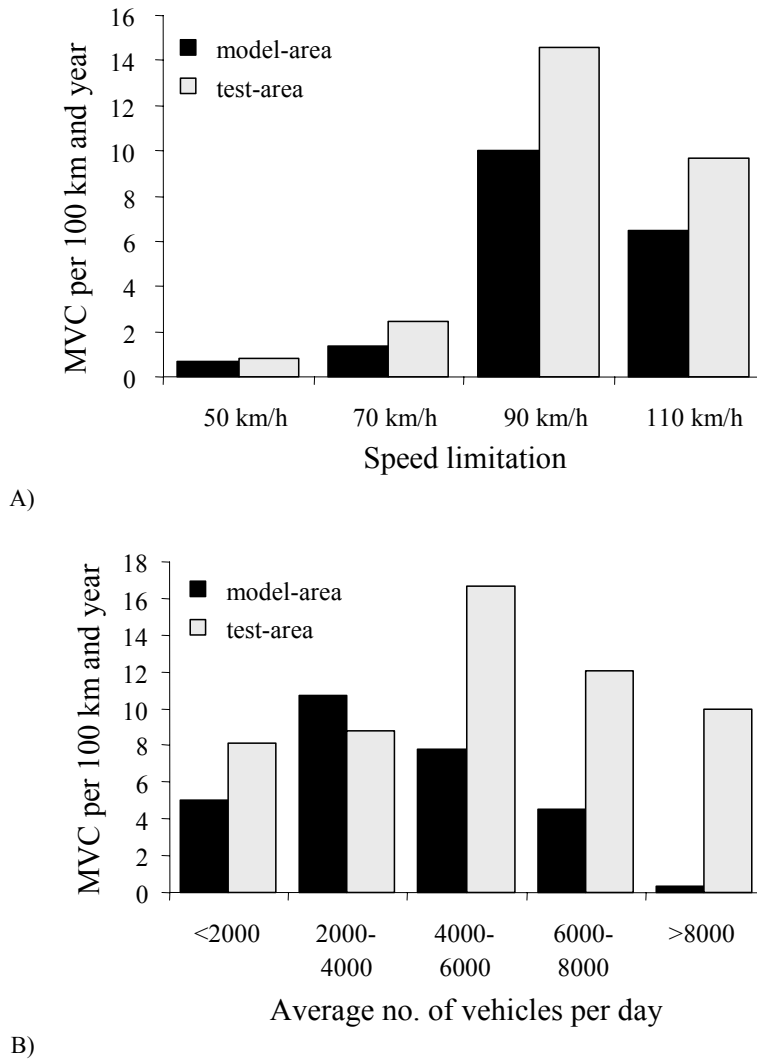 MVC per 100 km and year
16
14
12
10
8
6
4
2
0
model-area
test-area
50 km/h 70 km/h 90 km/h 110 km/h
Speed limitation
A)
MVC per 100 km and year
18
16
14
12
10
8
6
4
2
0
model-area
test-area
<2000 2000- 4000- 6000- >8000
4000 6000 8000
Average no. of vehicles per day
B)